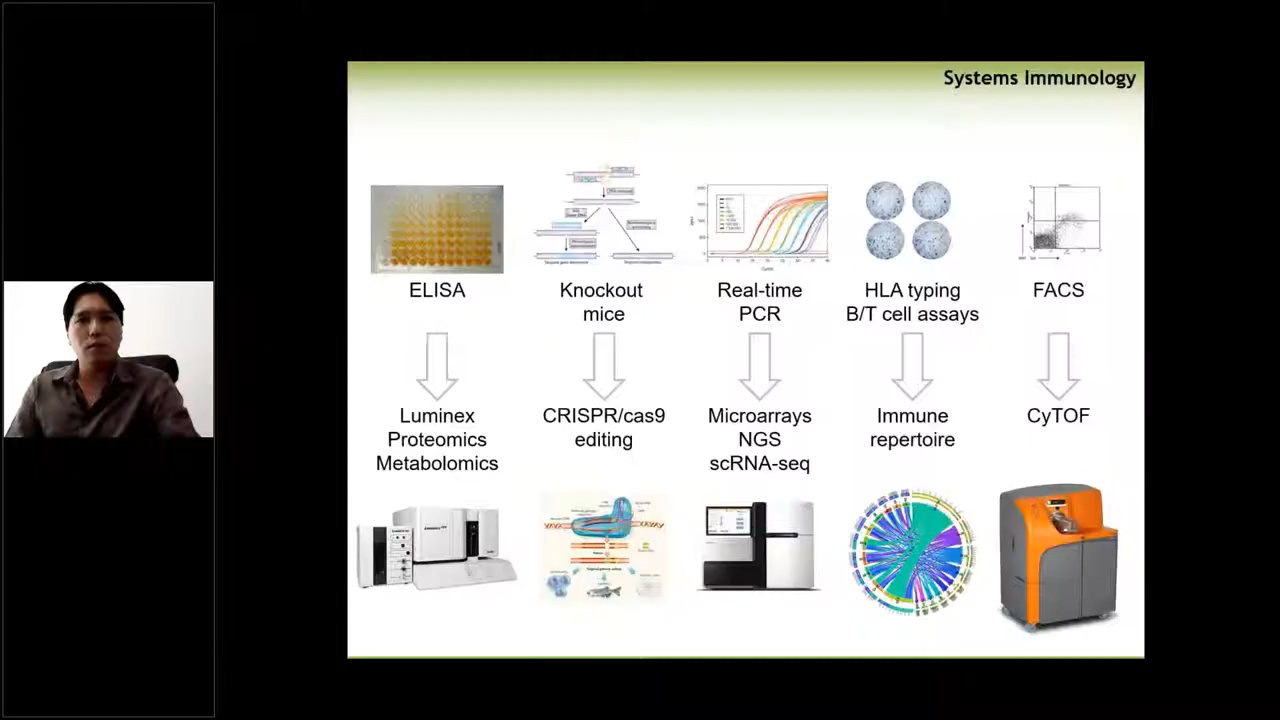 Systems Immunology
ELISA
Knockout
mice
Real-time
PCR
HLA typing
B/T cell assays
FACS
Luminex
Proteomics
Metabolomics
CRISPR/cas9
editing
Microarrays
NGS
scRNA-seq
Immune
repertoire
CyTOF